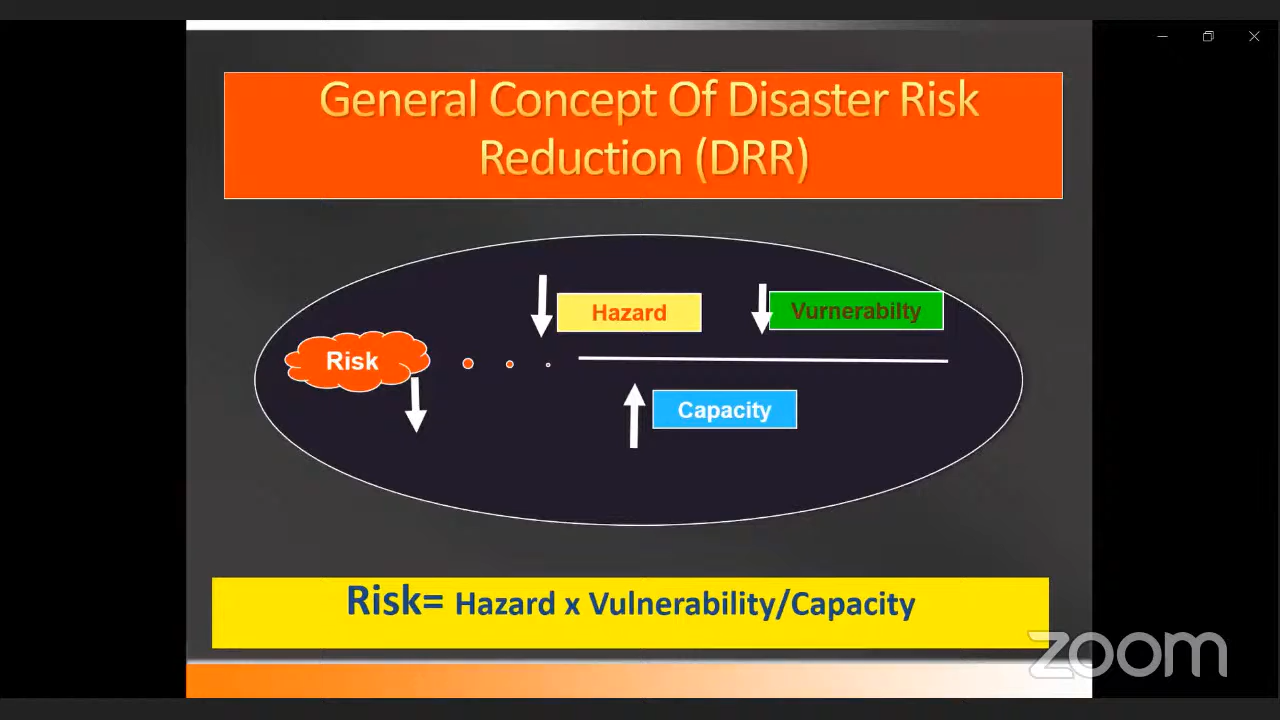 General Concept Of Disaster Risk
Reduction (DRR)
Hazard
Vurnerabilty
Risk
Capacity
Risk= Hazard x Vulnerability/Capacity
zoom